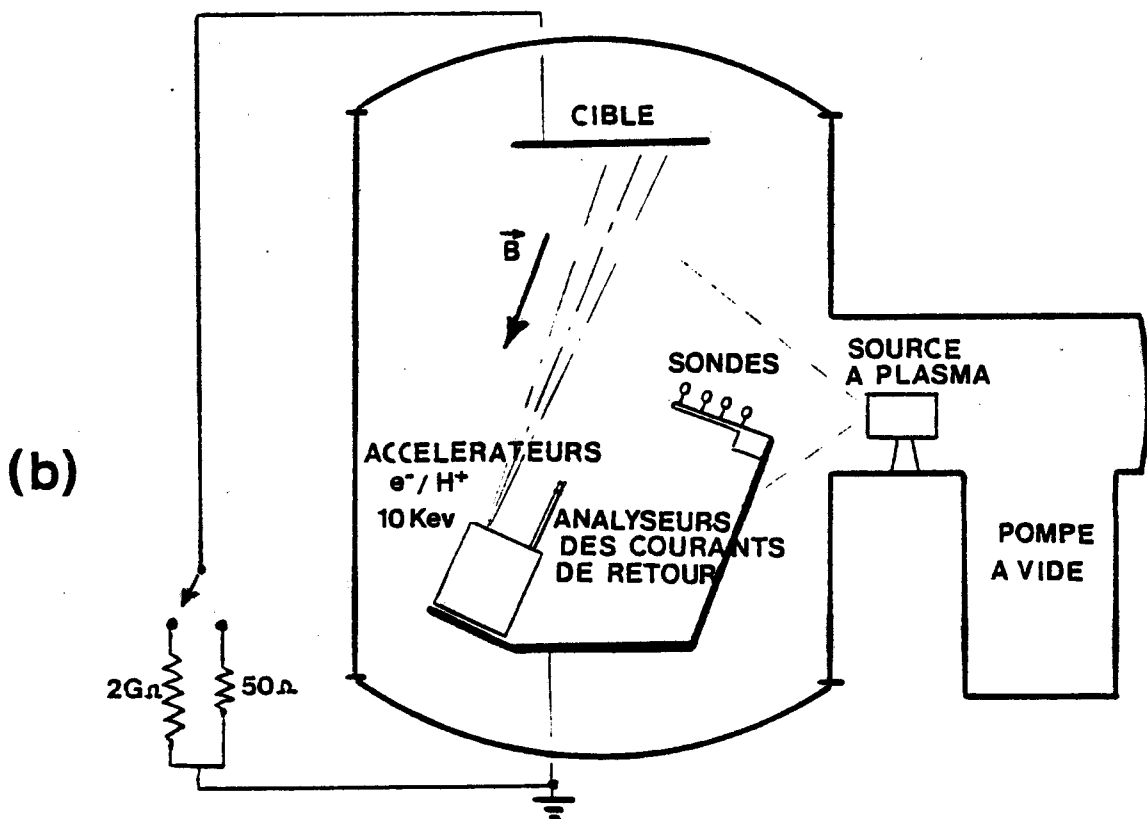 CIBLE
B
SOURCE
A PLASMA
SONDES
(b)
ACCELERATEURS
e⁻/ H⁺
10 Kev
ANALYSEURS
DES COURANTS
DE RETOUR
POMPE
A VIDE
2GΩ
50Ω